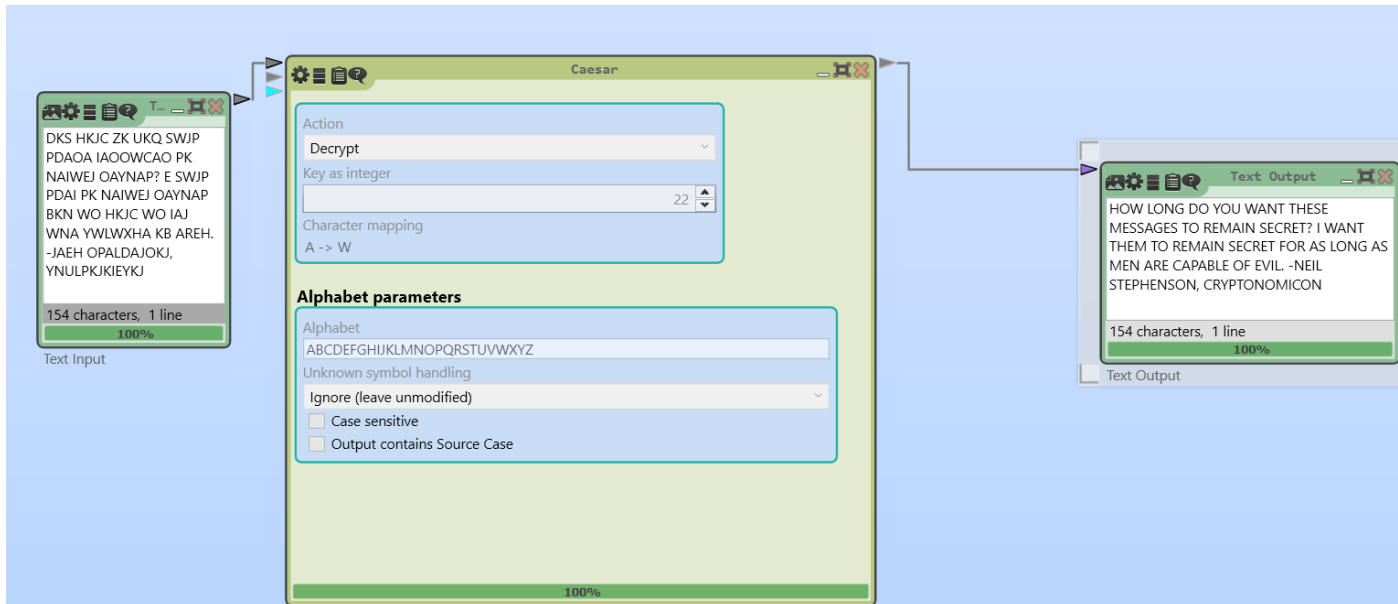 T...
DKS HKJC ZK UKQ SWJP
PDAOA IAOOWCAO PK
NAIWEJ OAYNAP? E SWJP
PDAI PK NAIWEJ OAYNAP
BKN WO HKJC WO IAJ
WNA YWLWXHA KB AREH.
-JAEH OPALDAJOKJ,
YNULPKJKIEYKJ
154 characters, 1 line
100%
Text Input
Caesar
Action
Decrypt
Key as integer
22
Character mapping
A -> W
Alphabet parameters
Alphabet
ABCDEFGHIJKLMNOPQRSTUVWXYZ
Unknown symbol handling
Ignore (leave unmodified)
Case sensitive
Output contains Source Case
100%
Text Output
HOW LONG DO YOU WANT THESE
MESSAGES TO REMAIN SECRET? I WANT
THEM TO REMAIN SECRET FOR AS LONG AS
MEN ARE CAPABLE OF EVIL. -NEIL
STEPHENSON, CRYPTONOMICON
154 characters, 1 line
100%
Text Output